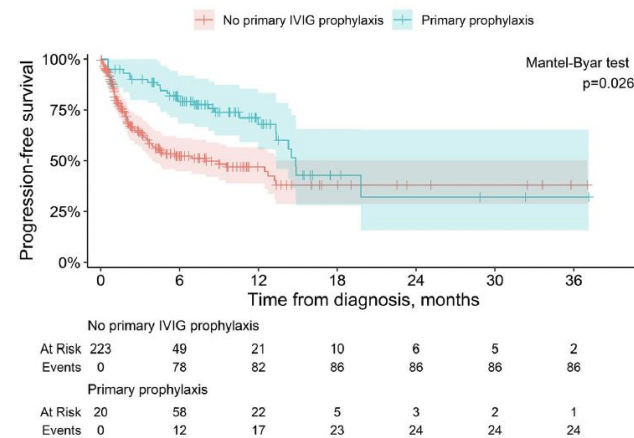 No primary IVIG prophylaxis Primary prophylaxis
Mantel-Byar test
p=0.026
Progression-free survival
100%
75%
50%
25%
0%
0 6 12 18 24 30 36
Time from diagnosis, months
No primary IVIG prophylaxis
At Risk 223 49 21 10 6 5 2
Events 0 78 82 86 86 86 86
Primary prophylaxis
At Risk 20 58 22 5 3 2 1
Events 0 12 17 23 24 24 24